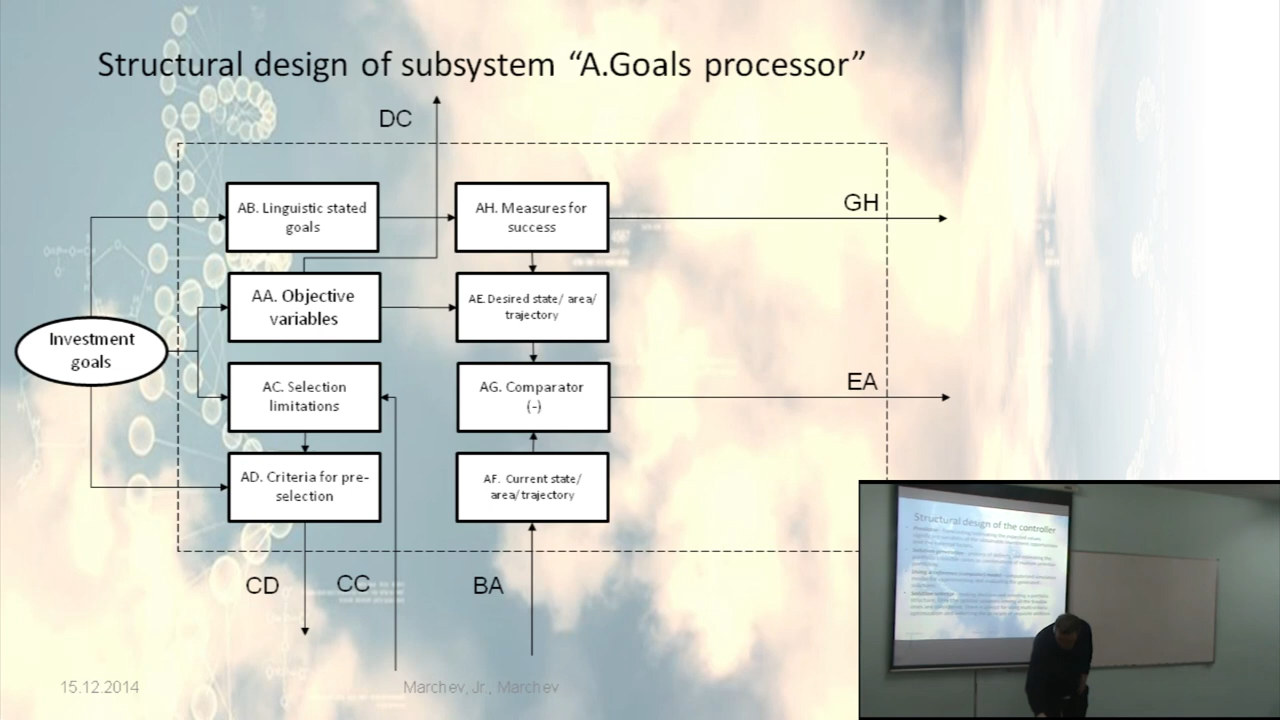 Structural design of subsystem “A.Goals processor”
DC
AB. Linguistic stated
goals
AH. Measures for
success
GH
AA. Objective
variables
AE. Desired state/ area/
trajectory
Investment
goals
AC. Selection
limitations
AG. Comparator
(-)
EA
AD. Criteria for pre-
selection
AF. Current state/
area/trajectory
CD
CC
BA
15.12.2014
Marchev, Jr., Marchev
Structural design of the controller